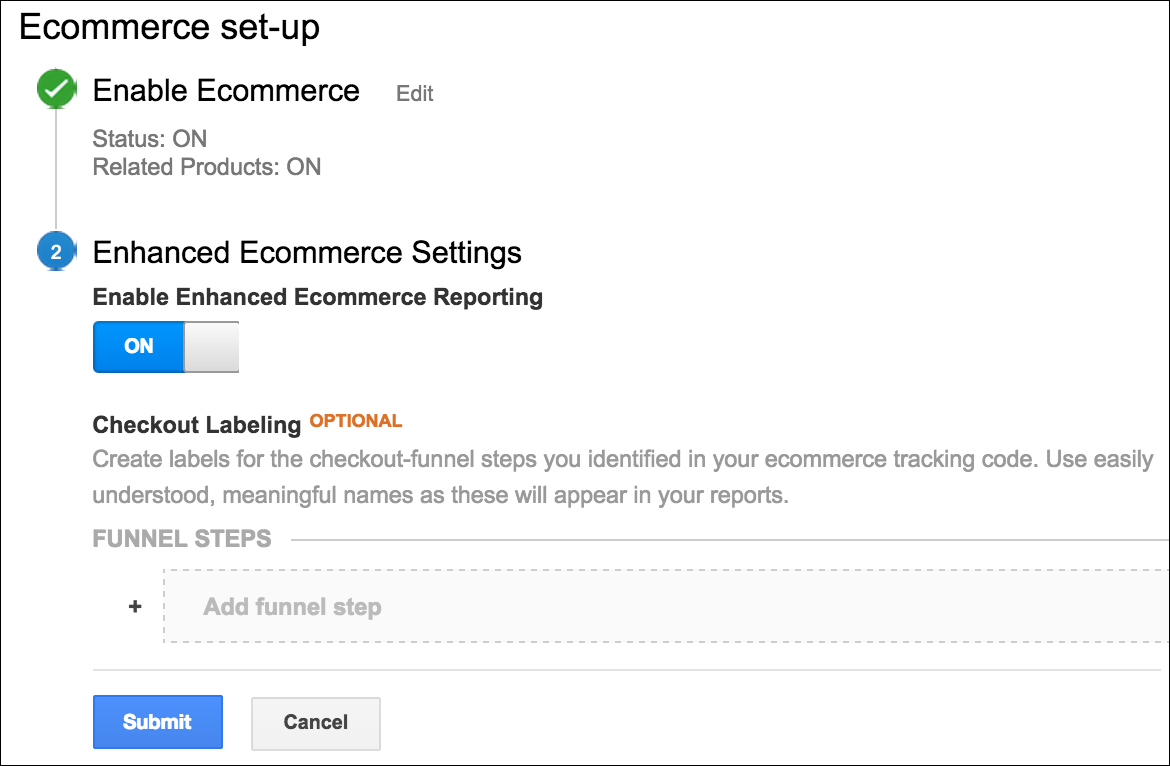 Ecommerce set-up
Enable Ecommerce Edit
Status: ON
Related Products: ON
2 Enhanced Ecommerce Settings
Enable Enhanced Ecommerce Reporting
ON
Checkout Labeling OPTIONAL
Create labels for the checkout-funnel steps you identified in your ecommerce tracking code. Use easily
understood, meaningful names as these will appear in your reports.
FUNNEL STEPS
+ Add funnel step
Submit Cancel